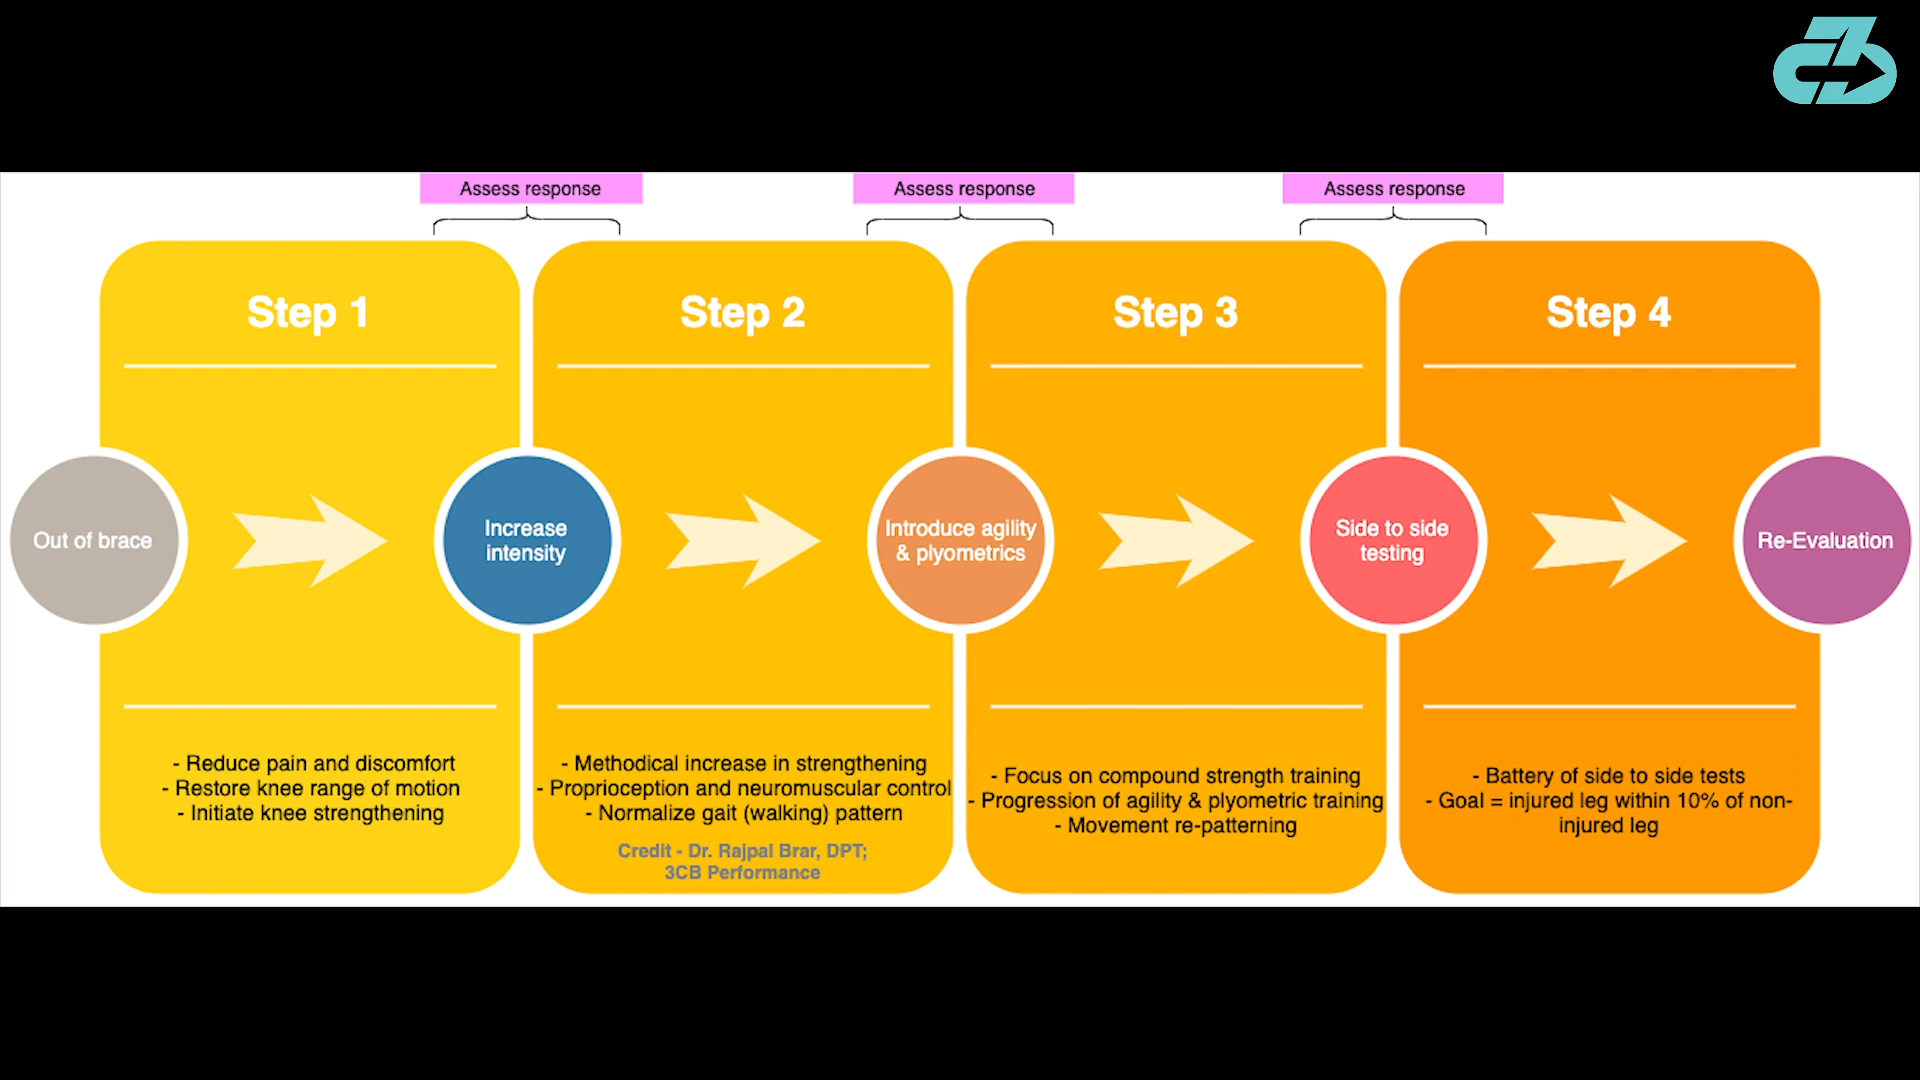 Assess response
Assess response
Assess response
Step 1
Step 2
Step 3
Step 4
Out of brace
Increase
intensity
Introduce agility
& plyometrics
Side to side
testing
Re-Evaluation
- Reduce pain and discomfort
- Restore knee range of motion
- Initiate knee strengthening
- Methodical increase in strengthening
- Proprioception and neuromuscular control
- Normalize gait (walking) pattern
Credit - Dr. Rajpal Brar, DPT;
3CB Performance
- Focus on compound strength training
- Progression of agility & plyometric training
- Movement re-patterning
- Battery of side to side tests
- Goal = injured leg within 10% of non-
injured leg